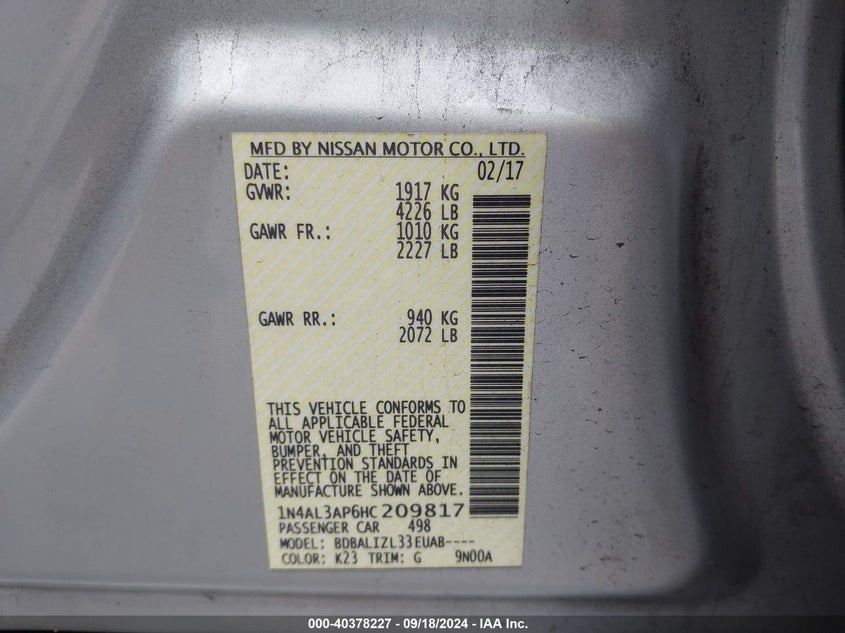 MFD BY NISSAN MOTOR CO., LTD.
DATE: 02/17
GVWR: 1917 KG
4226 LB
GAWR FR.: 1010 KG
2227 LB
GAWR RR.: 940 KG
2072 LB
THIS VEHICLE CONFORMS TO
ALL APPLICABLE FEDERAL
MOTOR VEHICLE SAFETY,
BUMPER, AND THEFT
PREVENTION STANDARDS IN
EFFECT ON THE DATE OF
MANUFACTURE SHOWN ABOVE.
1N4AL3AP6HC209817
PASSENGER CAR 498
MODEL: BDBALIZL33EUAB----
COLOR: K23 TRIM: G 9N00A
000-40378227 - 09/18/2024 - IAA Inc.